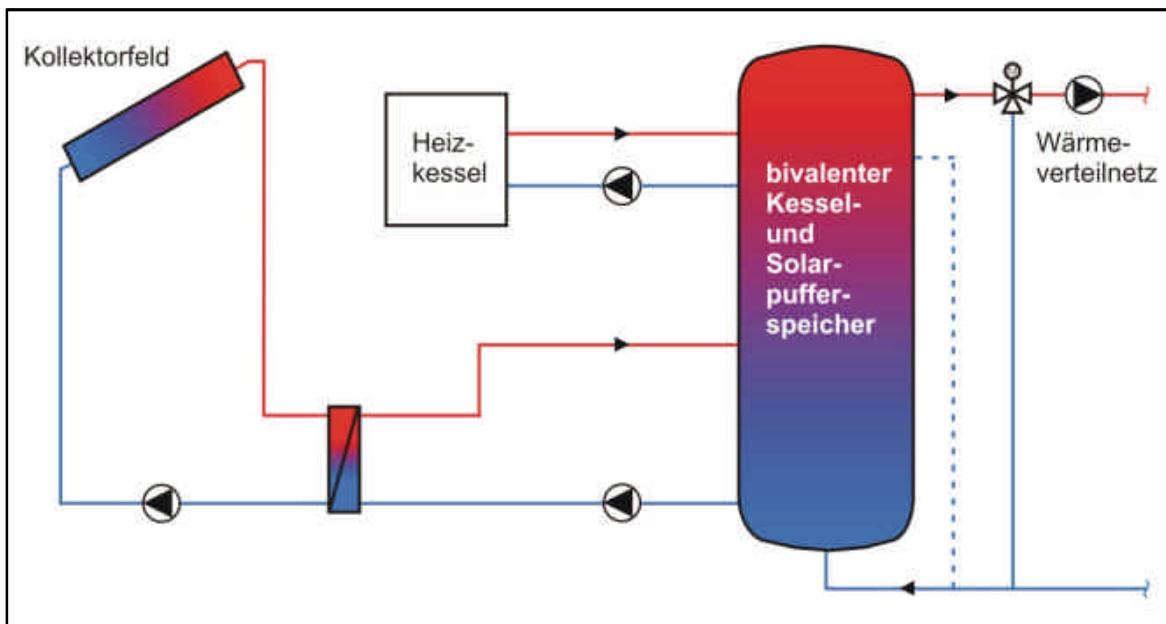 Kollektorfeld
Heiz-
kessel
bivalenter
Kessel-
und
Solar-
puffer-
speicher
Wärme-
verteilnetz